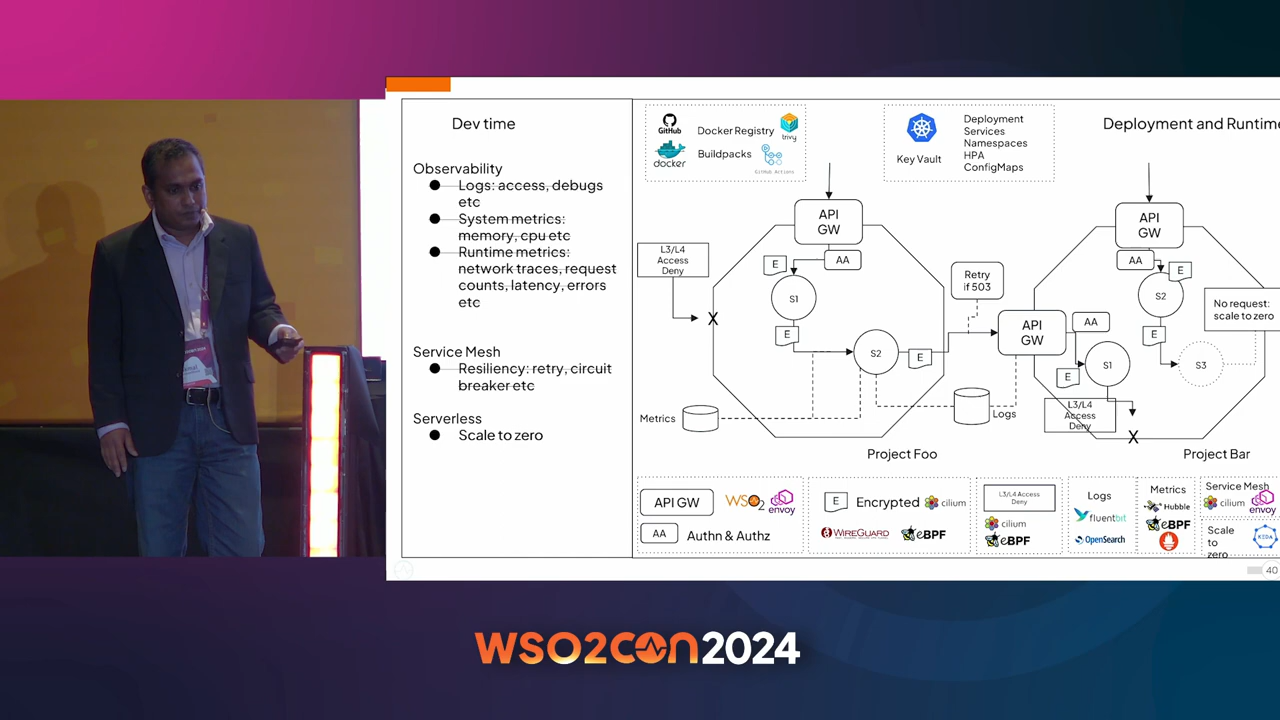 Dev time
Observability
Logs: access, debugs
etc
System metrics:
memory, cpu etc
Runtime metrics:
network traces, request
counts, latency, errors
etc
Service Mesh
Resiliency: retry, circuit
breaker etc
Serverless
Scale to zero
GitHub
Docker Registry
trivy
docker
Buildpacks
GitHub Actions
Key Vault
Deployment
Services
Namespaces
HPA
ConfigMaps
Deployment and Runtime
API
GW
AA
E
S1
E
L3/L4
Access
Deny
X
S2
E
Retry
if 503
Metrics
Logs
Project Foo
API
GW
AA
E
S2
E
S3
No request:
scale to zero
API
GW
AA
E
S1
L3/L4
Access
Deny
X
Project Bar
API GW
WSO2
envoy
AA
Authn & Authz
E
Encrypted
cilium
WIREGUARD
eBPF
L3/L4 Access
Deny
cilium
eBPF
Logs
fluentbit
OpenSearch
Metrics
Hubble
eBPF
Service Mesh
cilium
envoy
Scale
to
zero
KEDA
40
WSO2CON2024